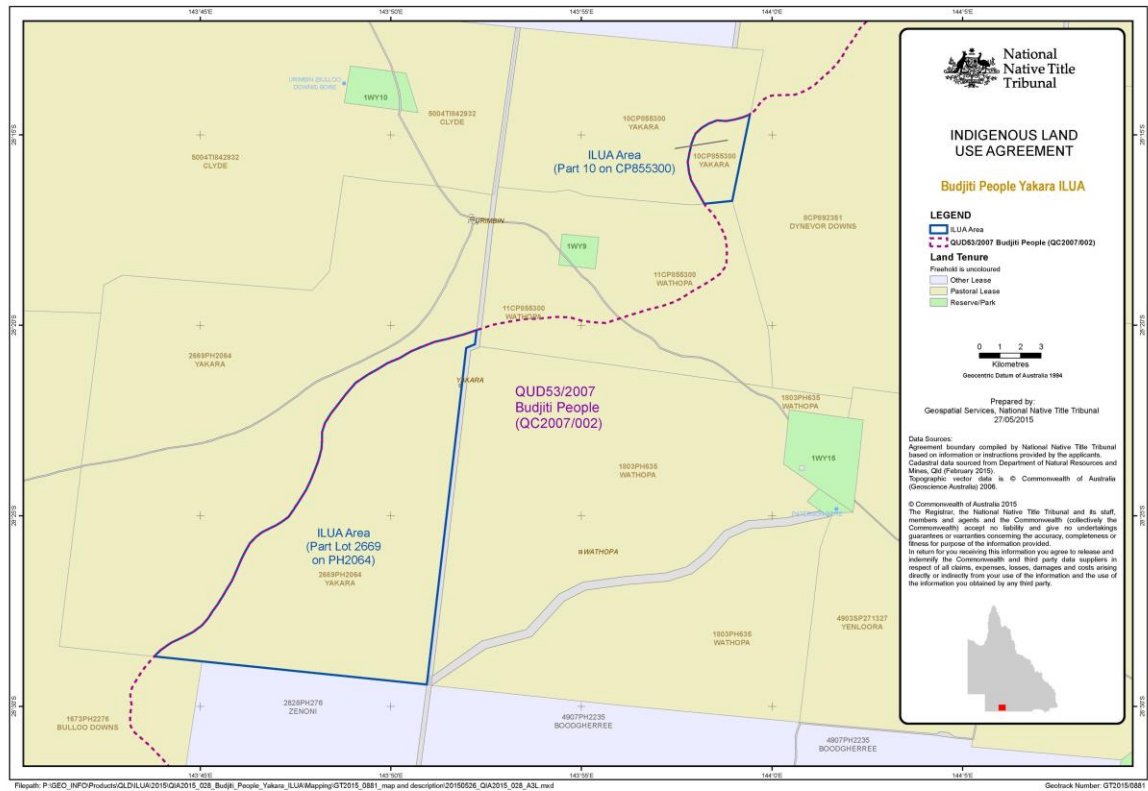 143°45'E
143°50'E
143°55'E
144°0'E
144°5'E
1WY10
5004TI842932
CLYDE
5004TI842932
CLYDE
10CP855300
YAKARA
ILUA Area
(Part 10 on CP855300)
10CP855300
YAKARA
1WY9
DYNEVOR DOWNS
11CP855300
WATHOPA
11CP855300
WATHOPA
2669PH2064
YAKARA
YAKARA
QUD53/2007
Budjiti People
(QC2007/002)
1803PH635
WATHOPA
1803PH635
WATHOPA
1WY16
WATHOPA
ILUA Area
(Part Lot 2669
on PH2064)
2669PH2064
YAKARA
1803PH635
WATHOPA
4903SP271327
YENLOORA
1673PH2276
BULLOO DOWNS
2828PH276
ZENONI
4907PH2235
BOODGHERREE
4907PH2235
BOODGHERREE
National
Native Title
Tribunal
INDIGENOUS LAND
USE AGREEMENT
Budjiti People Yakara ILUA
LEGEND
ILUA Area
QUD53/2007 Budjiti People (QC2007/002)
Land Tenure
Freehold is uncoloured
Other Lease
Pastoral Lease
Reserve/Park
0 1 2 3
Kilometres
Geocentric Datum of Australia 1994
Prepared by:
Geospatial Services, National Native Title Tribunal
27/05/2015
Data Sources:
Agreement boundary compiled by National Native Title Tribunal
based on information or instructions provided by the applicants.
Cadastral data sourced from Department of Natural Resources and
Mines, Qld (February 2015).
Topographic vector data is © Commonwealth of Australia
(Geoscience Australia) 2006.
© Commonwealth of Australia 2015
The Registrar, the National Native Title Tribunal and its staff,
members and agents and the Commonwealth (collectively the
Commonwealth) accept no liability and give no undertakings
guarantees or warranties concerning the accuracy, completeness or
fitness for purpose of the information provided.
In return for you receiving this information you agree to release and
indemnify the Commonwealth and third party data suppliers in
respect of all claims, expenses, losses, damages and costs arising
directly or indirectly from your use of the information and the use of
the information you obtained by any third party.
143°45'E
143°50'E
143°55'E
144°0'E
144°5'E
Filepath: P:\GEO_INFO\Products\QLD\ILUA\2015\QIA2015_028_Budjiti_People_Yakara_ILUA\Mapping\GT2015_0881_map and description\20150526_QIA2015_028_A3L.mxd
Geotrack Number: GT2015/0881